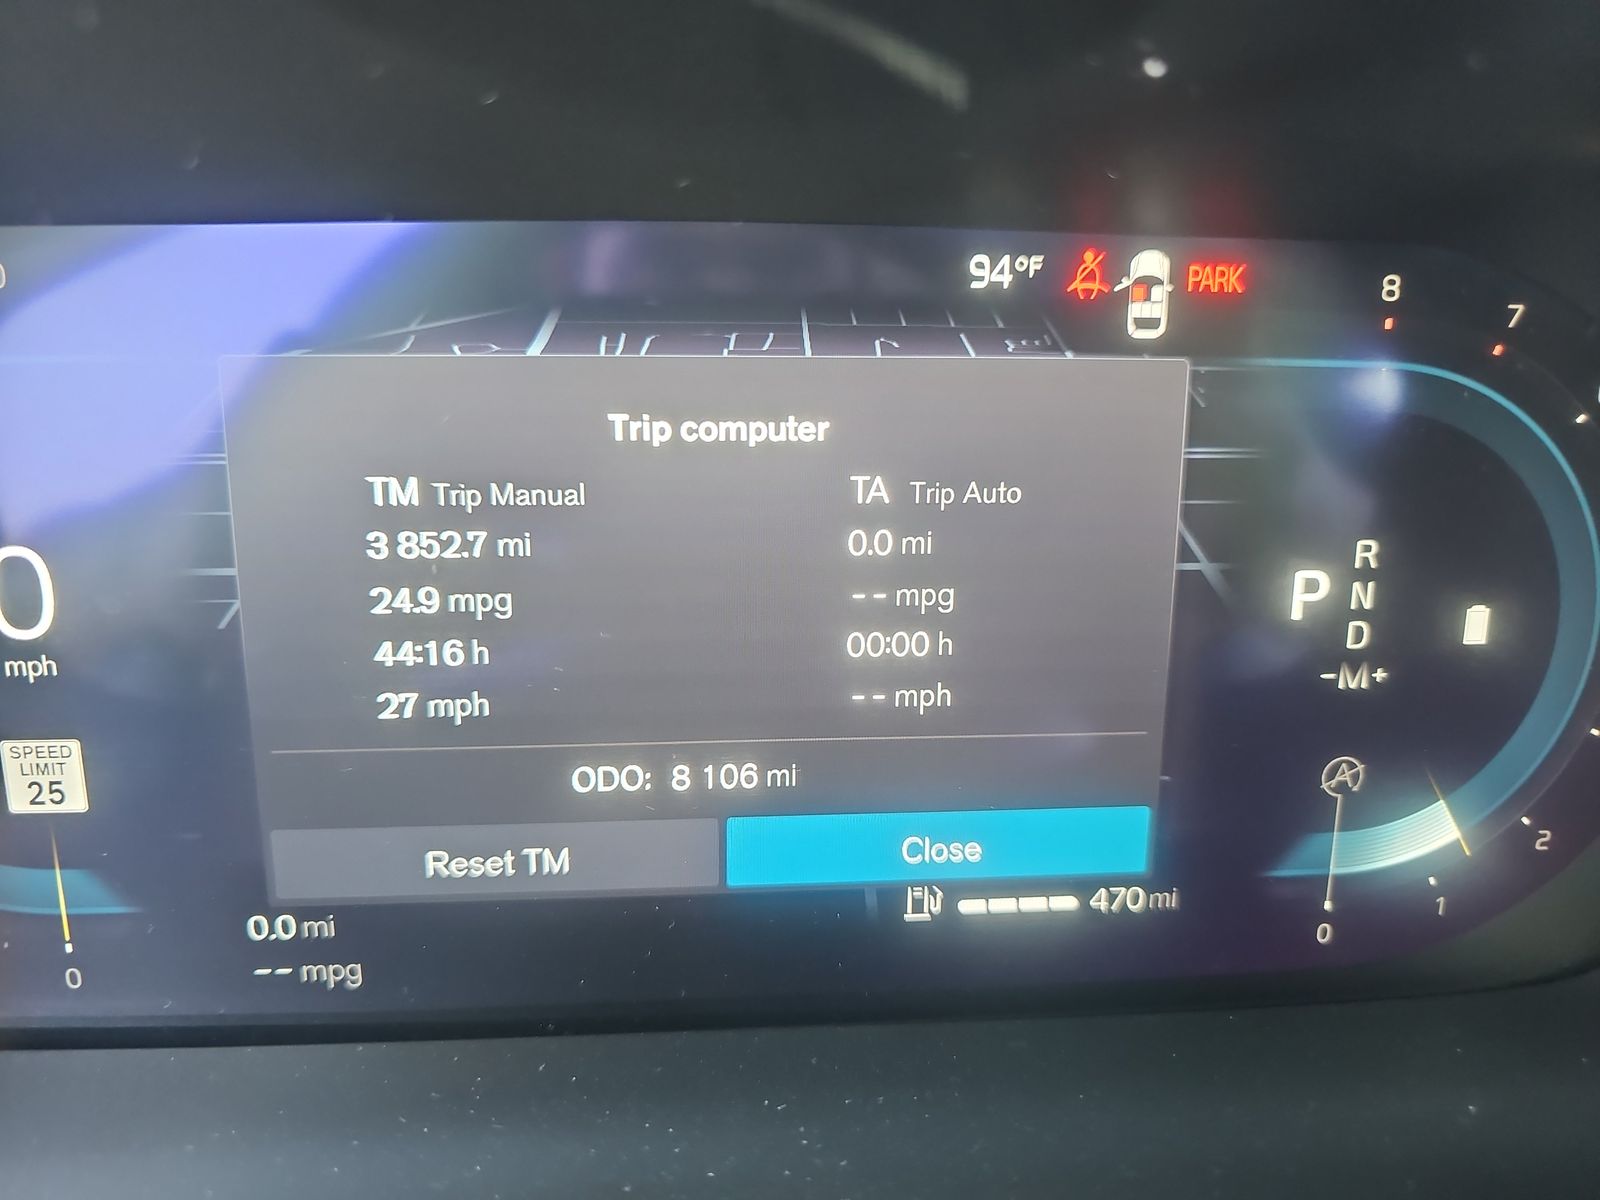 94°F PARK
8
7
Trip computer
TM Trip Manual
3 852.7 mi
24.9 mpg
44:16 h
27 mph
TA Trip Auto
0.0 mi
-- mpg
00:00 h
-- mph
ODO: 8 106 mi
Reset TM
Close
0
mph
SPEED
LIMIT
25
0
0.0 mi
-- mpg
470 mi
P
R
N
D
-M+
A
2
1
0